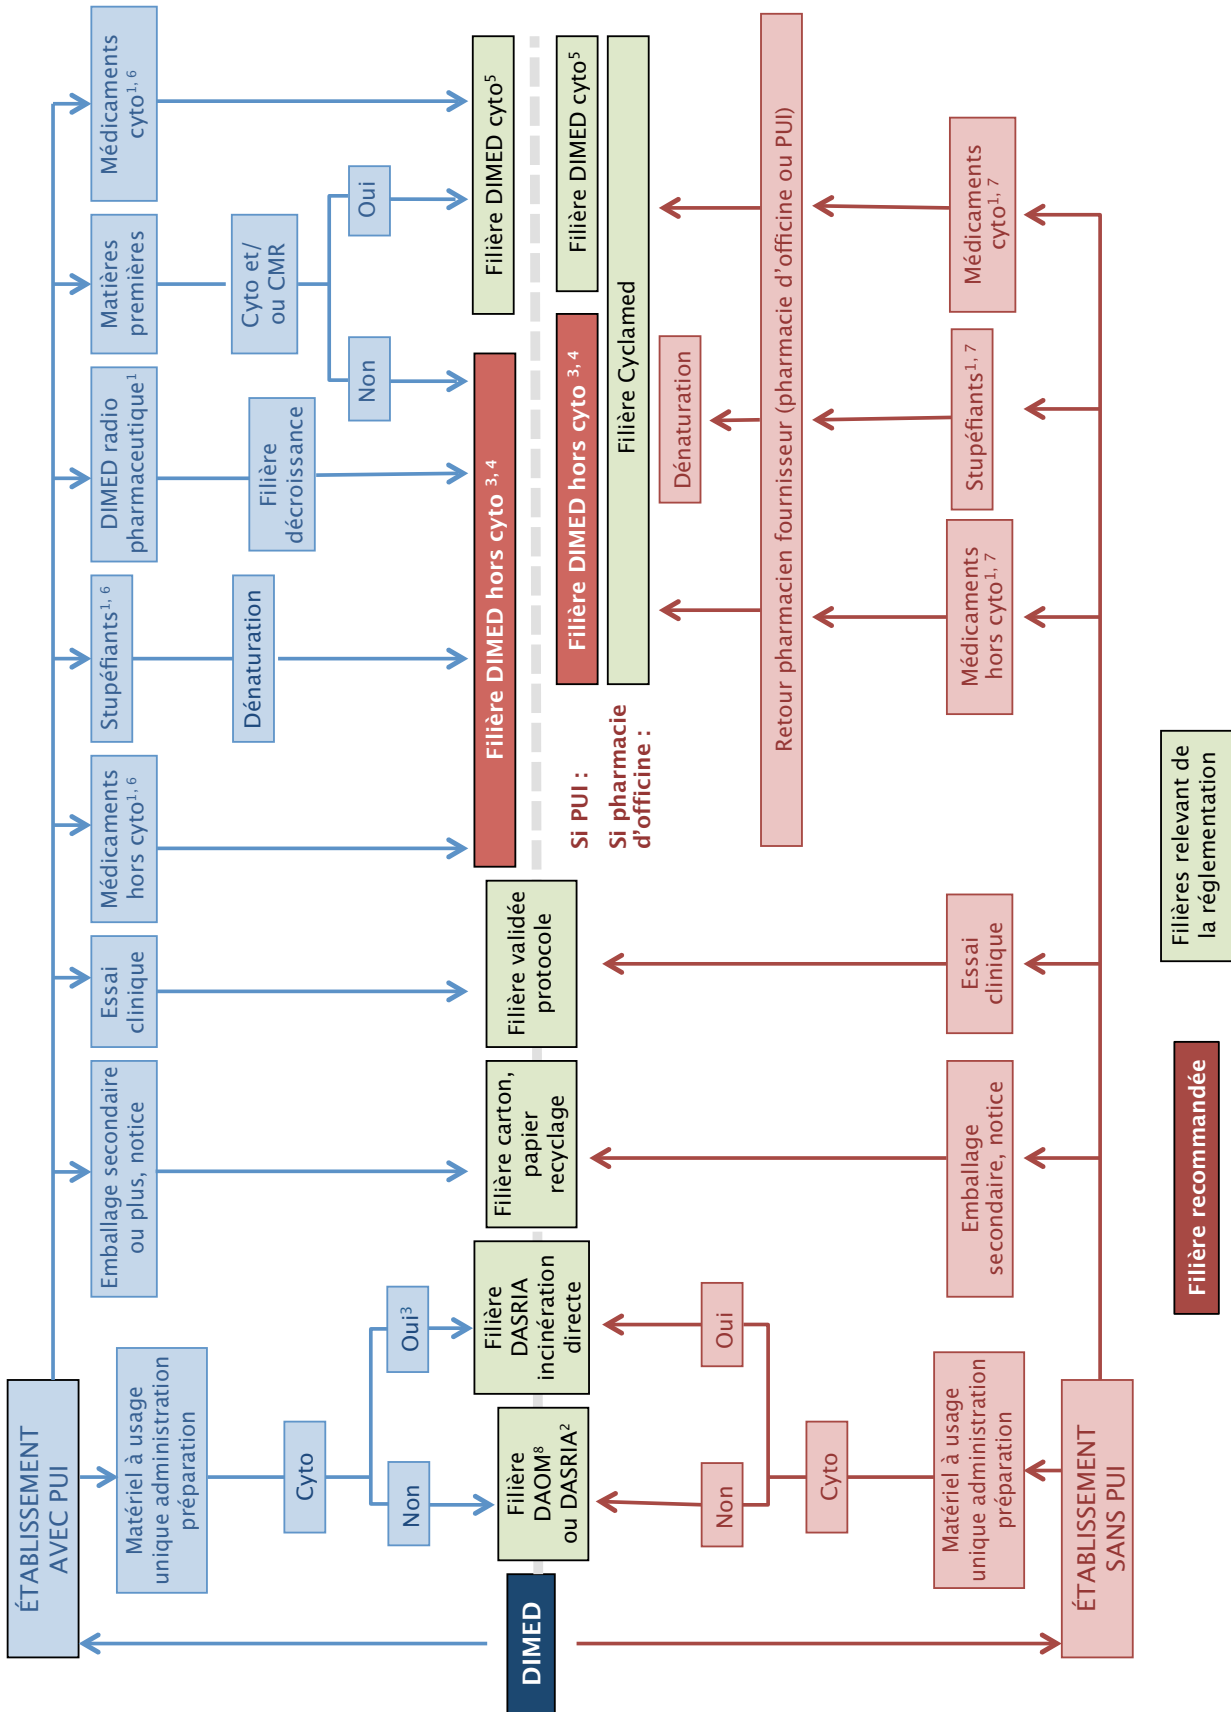 ÉTABLISSEMENT
AVEC PUI
Matériel à usage
unique administration
préparation
Cyto
Non
Oui³
Emballage secondaire
ou plus, notice
Essai
clinique
Médicaments
hors cyto¹,⁶
Stupéfiants¹,⁶
Dénaturation
DIMED radio
pharmaceutique¹
Filière
décroissance
Matières
premières
Cyto et/
ou CMR
Non
Oui
Médicaments
cyto¹,⁶
DIMED
Filière
DAOM⁸
ou DASRIA²
Filière
DASRIA
incinération
directe
Filière carton,
papier
recyclage
Filière validée
protocole
Filière DIMED hors cyto ³,⁴
Filière DIMED cyto⁵
Si PUI :
Filière DIMED hors cyto ³,⁴
Filière DIMED cyto⁵
Si pharmacie
d'officine :
Filière Cyclamed
Dénaturation
Retour pharmacien fournisseur (pharmacie d'officine ou PUI)
Non
Oui
Cyto
Matériel à usage
unique administration
préparation
Emballage
secondaire, notice
Essai
clinique
Médicaments
hors cyto¹,⁷
Stupéfiants¹,⁷
Médicaments
cyto¹,⁷
ÉTABLISSEMENT
SANS PUI
Filière recommandée
Filières relevant de
la réglementation